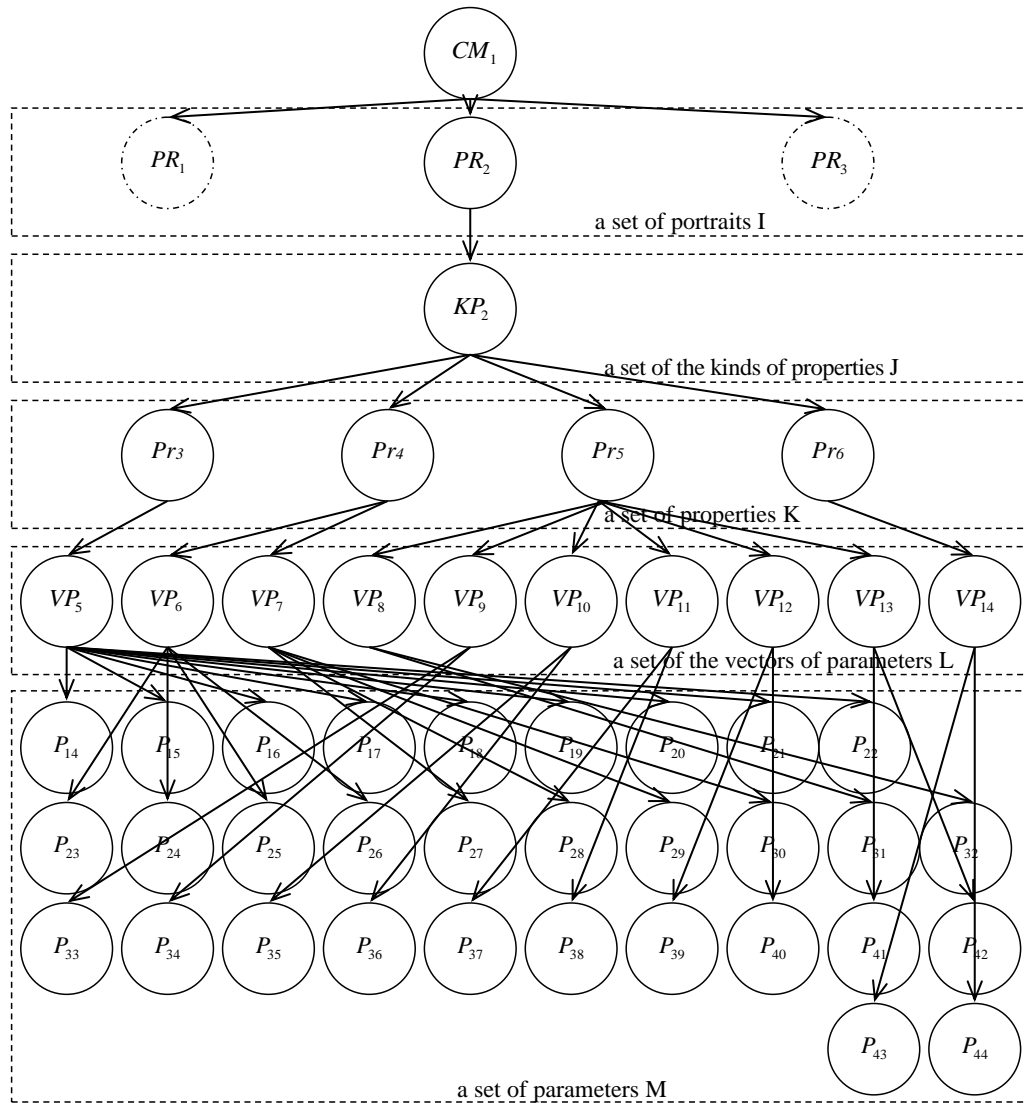 CM₁
PR₁ PR₂ PR₃
a set of portraits I
KP₂
a set of the kinds of properties J
Pr₃ Pr₄ Pr₅ Pr₆
a set of properties K
VP₅ VP₆ VP₇ VP₈ VP₉ VP₁₀ VP₁₁ VP₁₂ VP₁₃ VP₁₄
a set of the vectors of parameters L
P₁₄ P₁₅ P₁₆ P₁₇ P₁₈ P₁₉ P₂₀ P₂₁ P₂₂
P₂₃ P₂₄ P₂₅ P₂₆ P₂₇ P₂₈ P₂₉ P₃₀ P₃₁ P₃₂
P₃₃ P₃₄ P₃₅ P₃₆ P₃₇ P₃₈ P₃₉ P₄₀ P₄₁ P₄₂
P₄₃ P₄₄
a set of parameters M